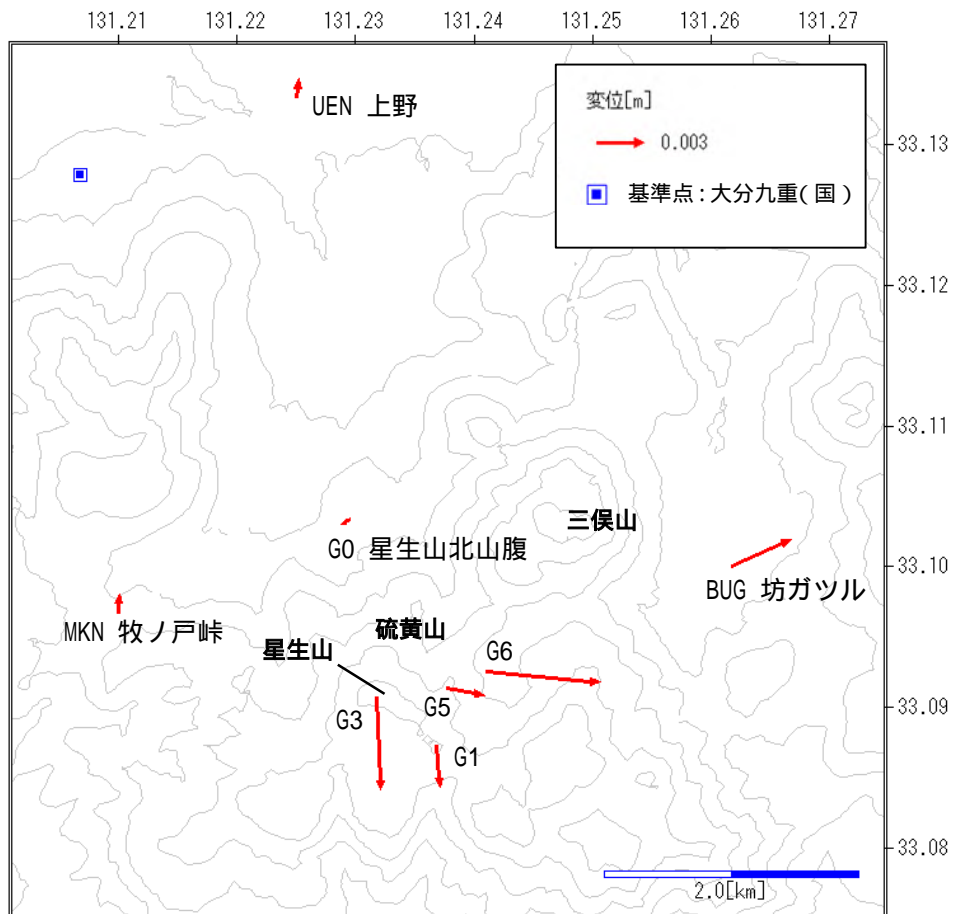 131.21 131.22 131.23 131.24 131.25 131.26 131.27
変位[m]
0.003
基準点:大分九重(国)
UEN 上野
33.13
33.12
33.11
三俣山
G0 星生山北山腹
33.10
BUG 坊ガツル
MKN 牧ノ戸峠
硫黄山
星生山
G6
G5
33.09
G3
G1
33.08
2.0[km]